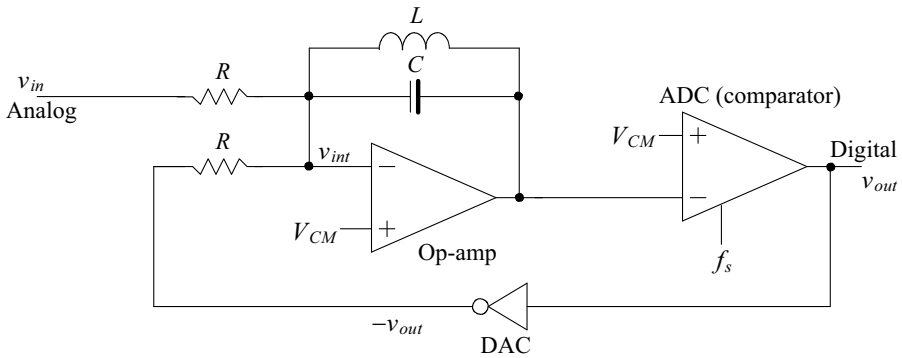 L
C
v_in
R
Analog
ADC (comparator)
V_CM
+
R
v_int
−
Digital
v_out
−
V_CM
+
Op-amp
f_s
−v_out
DAC